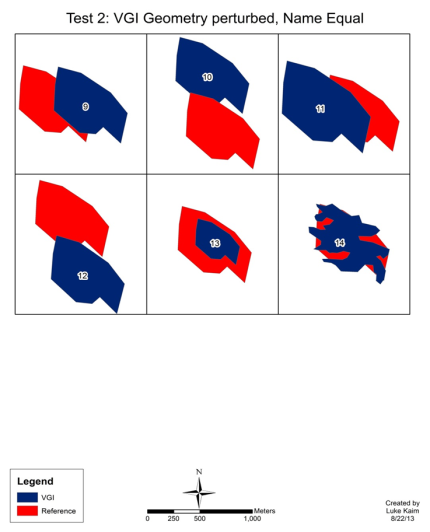 Test 2: VGI Geometry perturbed, Name Equal
9
10
11
12
13
14
Legend
VGI
Reference
N
Meters
0 250 500 1,000
Created by
Luke Kaim
8/22/13